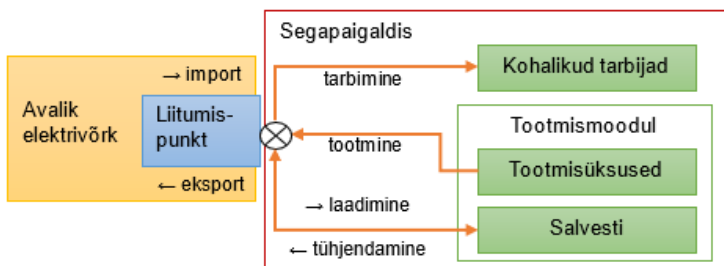 Segapaigaldis
→ import
tarbimine
Kohalikud tarbijad
Avalik
elektrivõrk
Liitumis-
punkt
Tootmismoodul
tootmine
Tootmisüksused
← eksport
→ laadimine
Salvesti
← tühjendamine